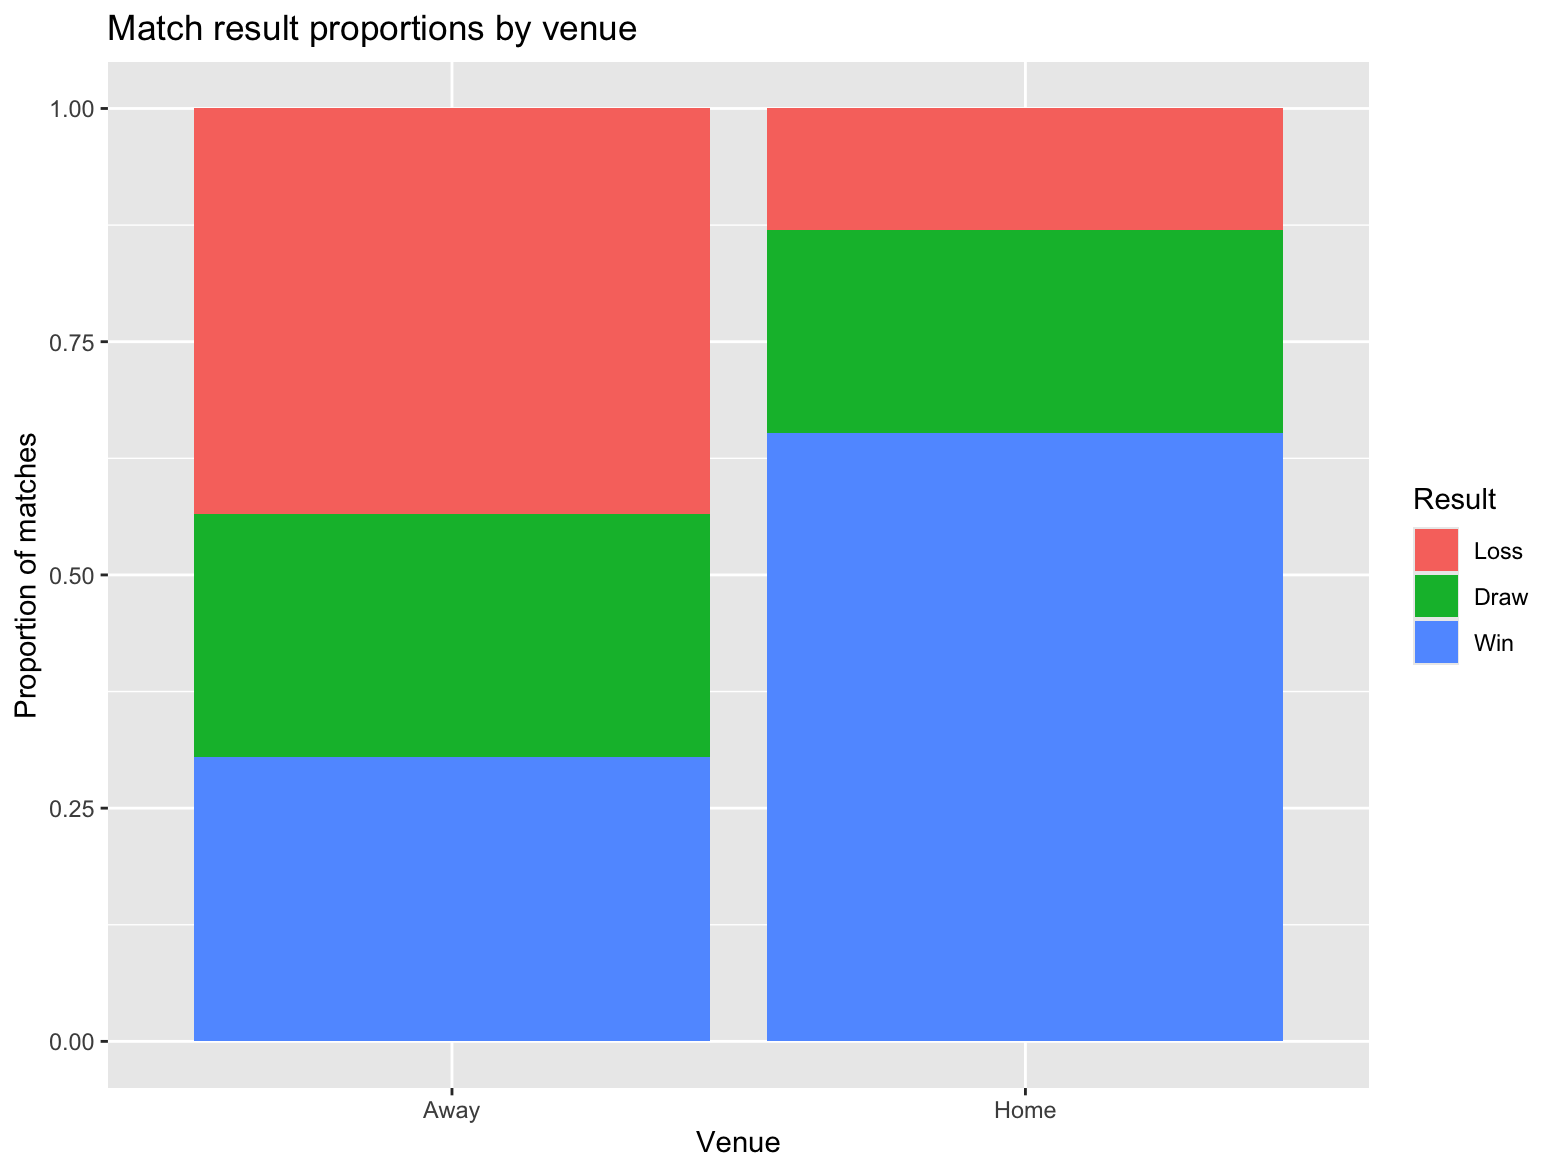 Match result proportions by venue
1.00
0.75
0.50
0.25
0.00
Proportion of matches
Away
Home
Venue
Result
Loss
Draw
Win